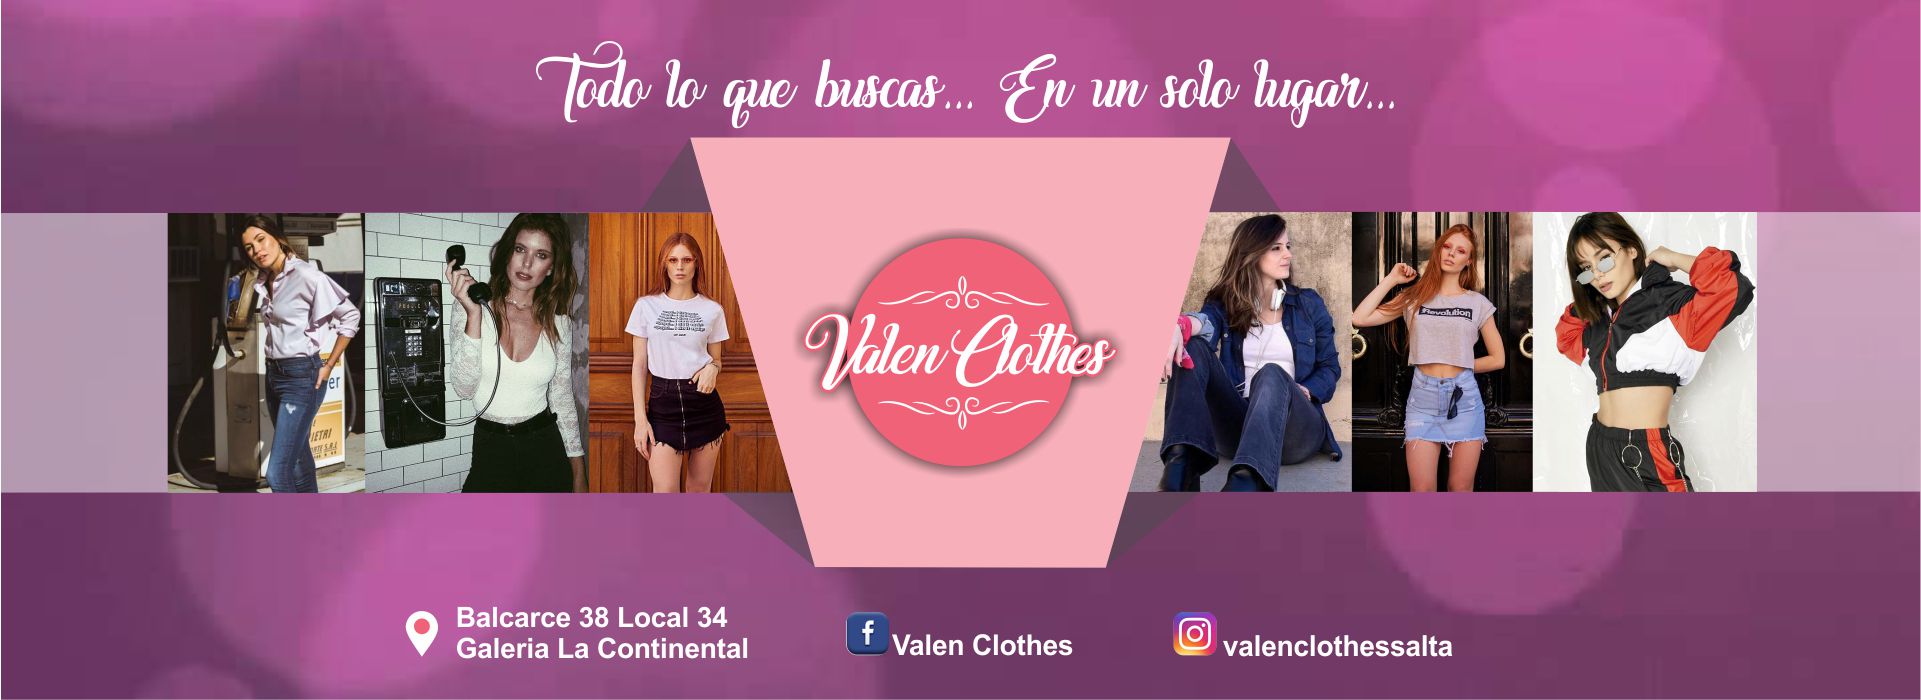 Todo lo que buscas... En un solo lugar...
Valen Clothes
Revolution
Balcarce 38 Local 34
Galeria La Continental
Valen Clothes
valenclothessalta